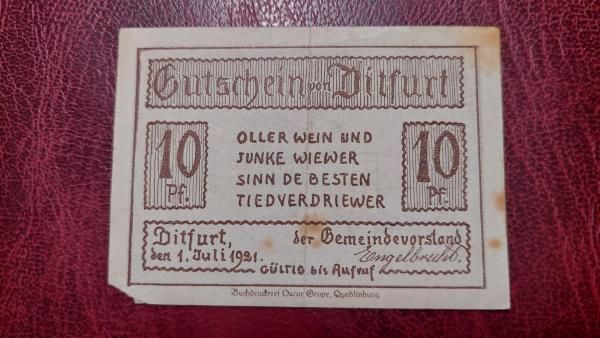 Gutschein von Ditfurt
10 Pf.
OLLER WEIN UND
JUNKE WIEWER
SINN DE BESTEN
TIEDVERDRIEWER
10 Pf.
Ditfurt, der Gemeindevorstand
den 1. Juli 1921. Engelbrecht.
GÜLTIG bis Aufruf
Buchdruckerei Oscar Grupe, Quedlinburg